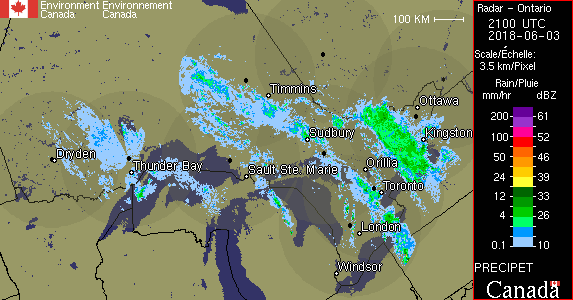 Environment Environnement
Canada Canada
100 KM
Timmins
Ottawa
Sudbury
Kingston
Dryden
Thunder Bay
Sault Ste. Marie
Orillia
Toronto
London
Windsor
Radar - Ontario
2100 UTC
2018-06-03
Scale/Échelle:
3.5 km/Pixel
Rain/Pluie
mm/hr dBZ
200 61
100 52
50 46
24 39
12 33
4 26
0.1 10
PRECIPET
Canada